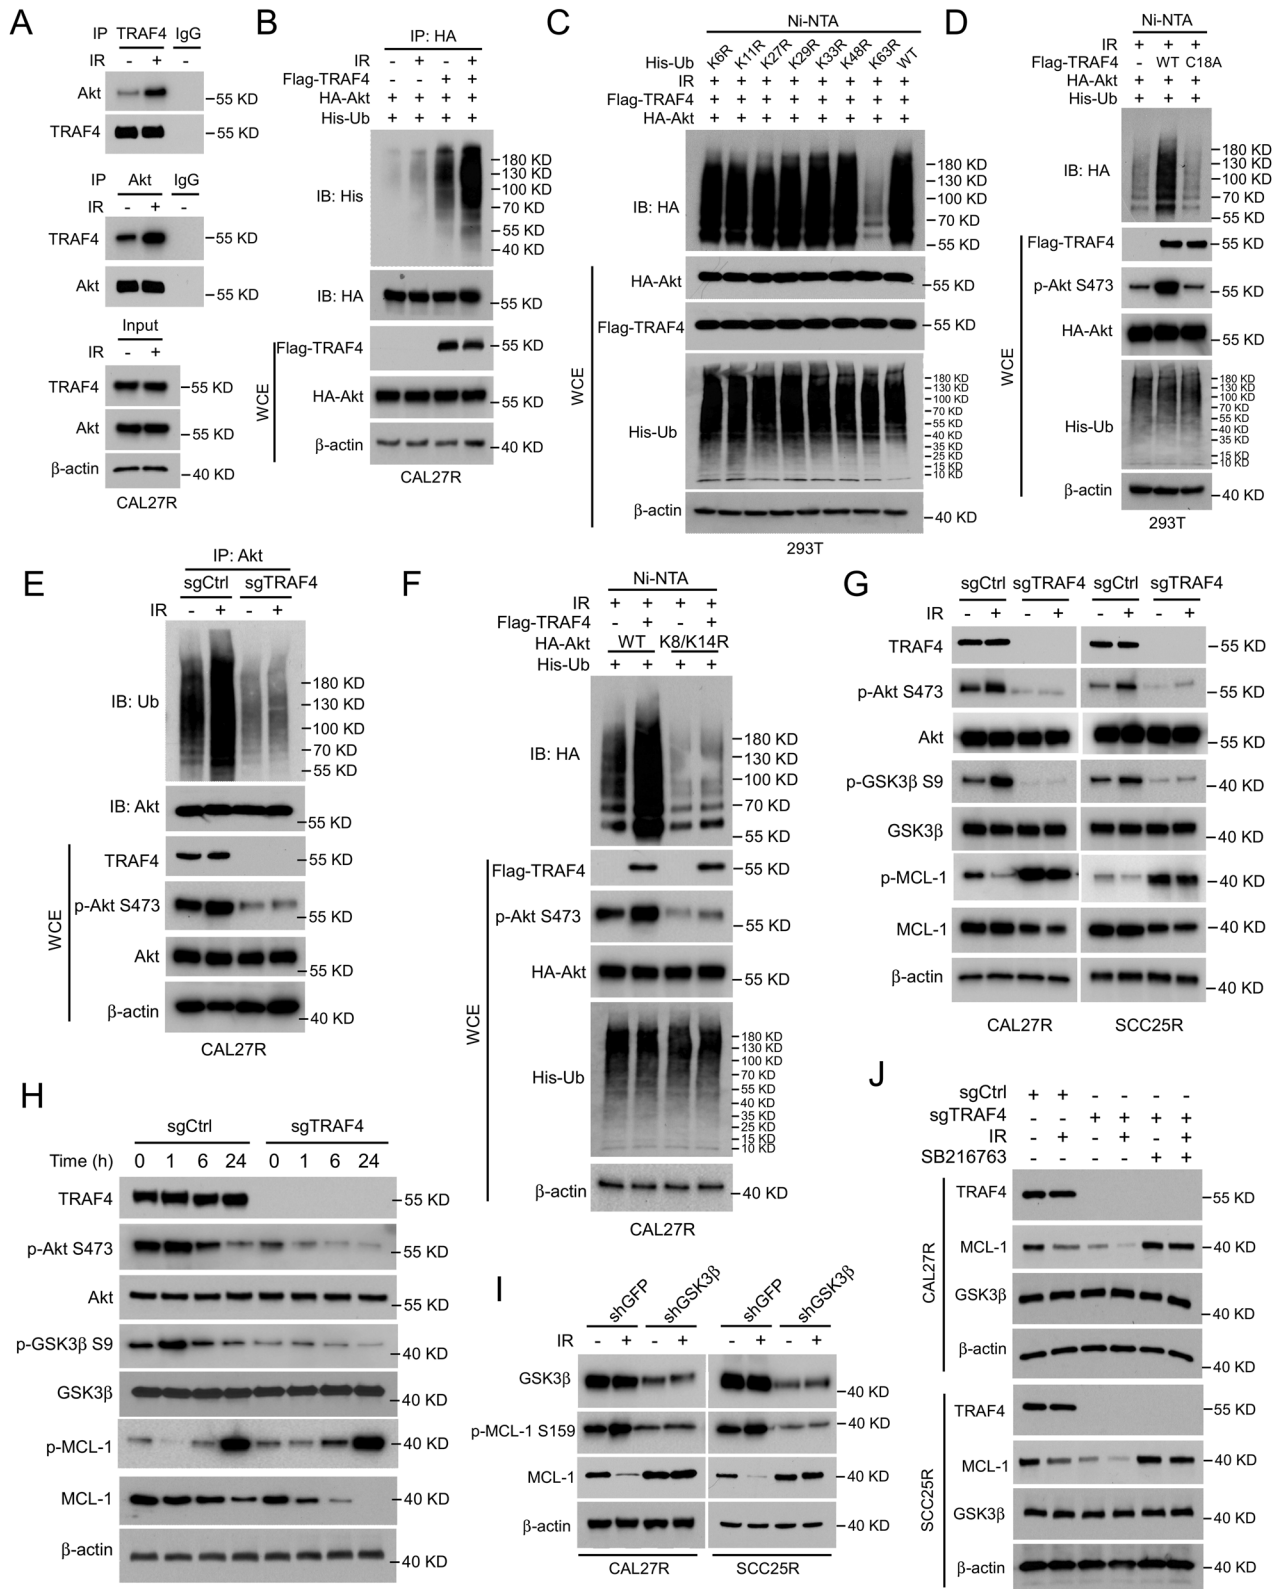 A
IP TRAF4 IgG
IR - + -
Akt
55 KD
TRAF4
55 KD
IP Akt IgG
IR - + -
TRAF4
55 KD
Akt
55 KD
Input
IR - +
TRAF4
55 KD
Akt
55 KD
β-actin
40 KD
CAL27R
B
IP: HA
IR - + - +
Flag-TRAF4 - - + +
HA-Akt + + + +
His-Ub + + + +
IB: His
180 KD
130 KD
100 KD
70 KD
55 KD
40 KD
IB: HA
55 KD
WCE
Flag-TRAF4
55 KD
HA-Akt
55 KD
β-actin
40 KD
CAL27R
C
Ni-NTA
His-Ub K6R K11R K27R K29R K33R K48R K63R WT
IR + + + + + + + +
Flag-TRAF4 + + + + + + + +
HA-Akt + + + + + + + +
IB: HA
180 KD
130 KD
100 KD
70 KD
55 KD
WCE
HA-Akt
55 KD
Flag-TRAF4
55 KD
His-Ub
180 KD
130 KD
100 KD
70 KD
55 KD
40 KD
35 KD
25 KD
15 KD
10 KD
β-actin
40 KD
293T
D
Ni-NTA
IR + + +
Flag-TRAF4 - WT C18A
HA-Akt + + +
His-Ub + + +
IB: HA
180 KD
130 KD
100 KD
70 KD
55 KD
WCE
Flag-TRAF4
55 KD
p-Akt S473
55 KD
HA-Akt
55 KD
His-Ub
180 KD
130 KD
100 KD
70 KD
55 KD
40 KD
35 KD
15 KD
10 KD
β-actin
40 KD
293T
E
IP: Akt
sgCtrl sgTRAF4
IR - + - +
IB: Ub
180 KD
130 KD
100 KD
70 KD
55 KD
IB: Akt
55 KD
WCE
TRAF4
55 KD
p-Akt S473
55 KD
Akt
55 KD
β-actin
40 KD
CAL27R
F
Ni-NTA
IR + + + +
Flag-TRAF4 - + - +
HA-Akt WT K8/K14R
His-Ub + + + +
IB: HA
180 KD
130 KD
100 KD
70 KD
55 KD
WCE
Flag-TRAF4
55 KD
p-Akt S473
55 KD
HA-Akt
55 KD
His-Ub
180 KD
130 KD
100 KD
70 KD
55 KD
40 KD
35 KD
25 KD
15 KD
10 KD
β-actin
40 KD
CAL27R
G
sgCtrl sgTRAF4 sgCtrl sgTRAF4
IR - + - + - + - +
TRAF4
55 KD
p-Akt S473
55 KD
Akt
55 KD
p-GSK3β S9
40 KD
GSK3β
40 KD
p-MCL-1
40 KD
MCL-1
40 KD
β-actin
40 KD
CAL27R SCC25R
H
sgCtrl sgTRAF4
Time (h) 0 1 6 24 0 1 6 24
TRAF4
55 KD
p-Akt S473
55 KD
Akt
55 KD
p-GSK3β S9
40 KD
GSK3β
40 KD
p-MCL-1
40 KD
MCL-1
40 KD
β-actin
40 KD
I
shGFP shGSK3β shGFP shGSK3β
IR - + - + - + - +
GSK3β
40 KD
p-MCL-1 S159
40 KD
MCL-1
40 KD
β-actin
40 KD
CAL27R SCC25R
J
sgCtrl + + - - - -
sgTRAF4 - - + + + +
IR - + - + - +
SB216763 - - - - + +
CAL27R
TRAF4
55 KD
MCL-1
40 KD
GSK3β
40 KD
β-actin
40 KD
SCC25R
TRAF4
55 KD
MCL-1
40 KD
GSK3β
40 KD
β-actin
40 KD